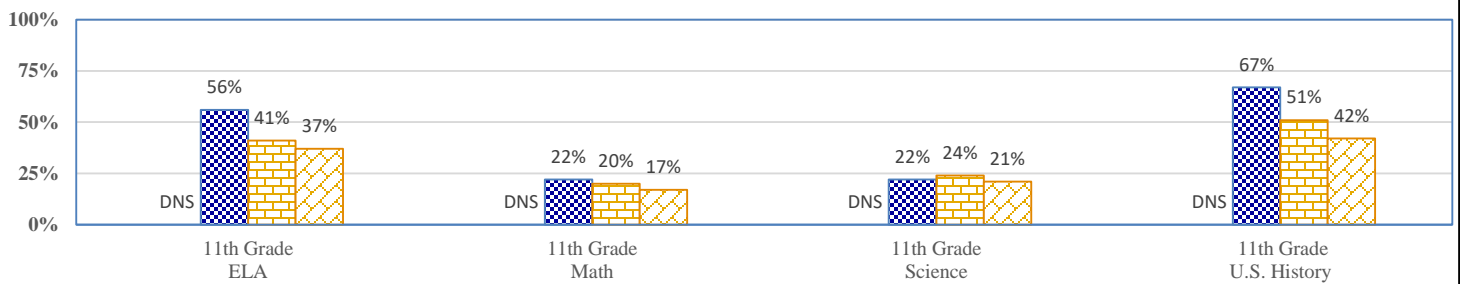 100%
75%
50%
25%
0%
DNS 56% 41% 37%
DNS 22% 20% 17%
DNS 22% 24% 21%
DNS 67% 51% 42%
11th Grade
ELA
11th Grade
Math
11th Grade
Science
11th Grade
U.S. History